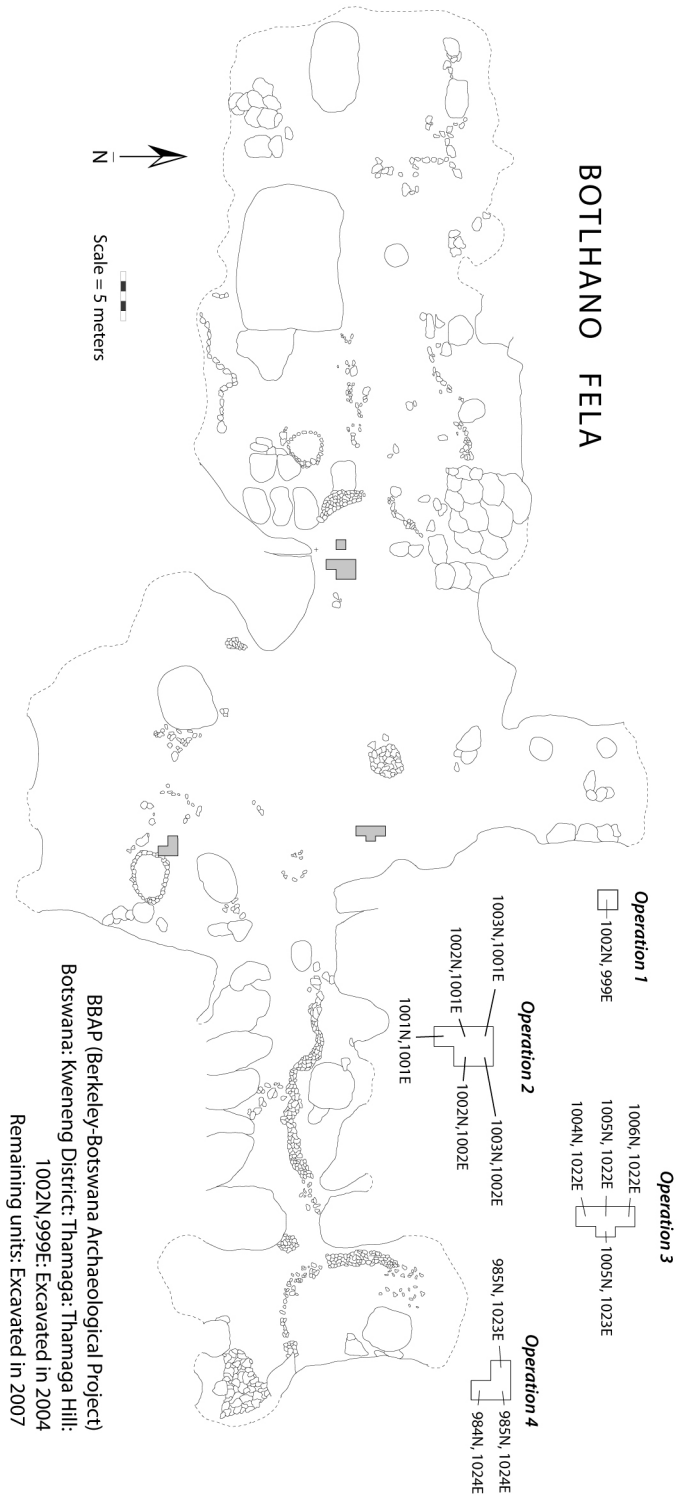 BOTLHANO FELA
N
Scale = 5 meters
Operation 1
1002N,999E
Operation 2
1003N,1001E
1002N,1001E
1001N,1001E
1003N,1002E
1002N,1002E
Operation 3
1006N, 1022E
1005N, 1022E
1004N, 1022E
1005N, 1023E
Operation 4
985N, 1023E
985N, 1024E
984N, 1024E
BBAP (Berkeley-Botswana Archaeological Project)
Botswana: Kweneng District: Thamaga: Thamaga Hill:
1002N,999E: Excavated in 2004
Remaining units: Excavated in 2007